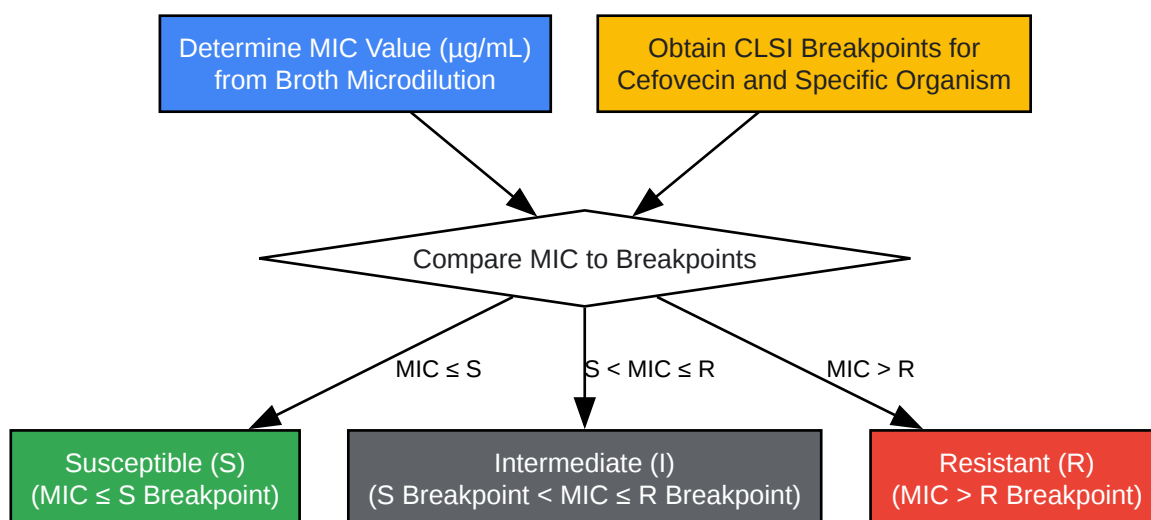 Determine MIC Value (µg/mL)
from Broth Microdilution
Obtain CLSI Breakpoints for
Cefovecin and Specific Organism
Compare MIC to Breakpoints
MIC ≤ S
S < MIC ≤ R
MIC > R
Susceptible (S)
(MIC ≤ S Breakpoint)
Intermediate (I)
(S Breakpoint < MIC ≤ R Breakpoint)
Resistant (R)
(MIC > R Breakpoint)